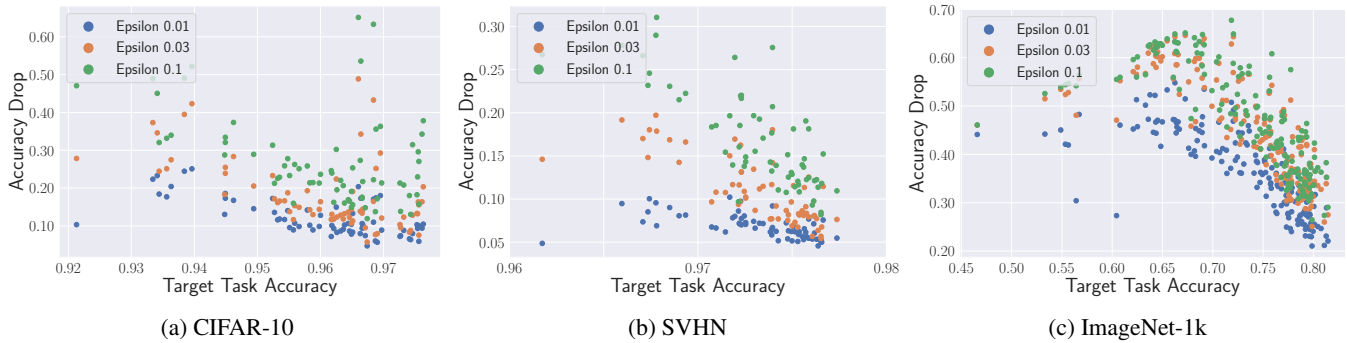 Epsilon 0.01
Epsilon 0.03
Epsilon 0.1
0.60
0.50
0.40
0.30
0.20
0.10
Accuracy Drop
0.92 0.93 0.94 0.95 0.96 0.97
Target Task Accuracy
(a) CIFAR-10
Epsilon 0.01
Epsilon 0.03
Epsilon 0.1
0.30
0.25
0.20
0.15
0.10
0.05
0.96 0.97 0.98
Target Task Accuracy
(b) SVHN
Epsilon 0.01
Epsilon 0.03
Epsilon 0.1
0.70
0.60
0.50
0.40
0.30
0.20
Accuracy Drop
0.45 0.50 0.55 0.60 0.65 0.70 0.75 0.80
Target Task Accuracy
(c) ImageNet-1k